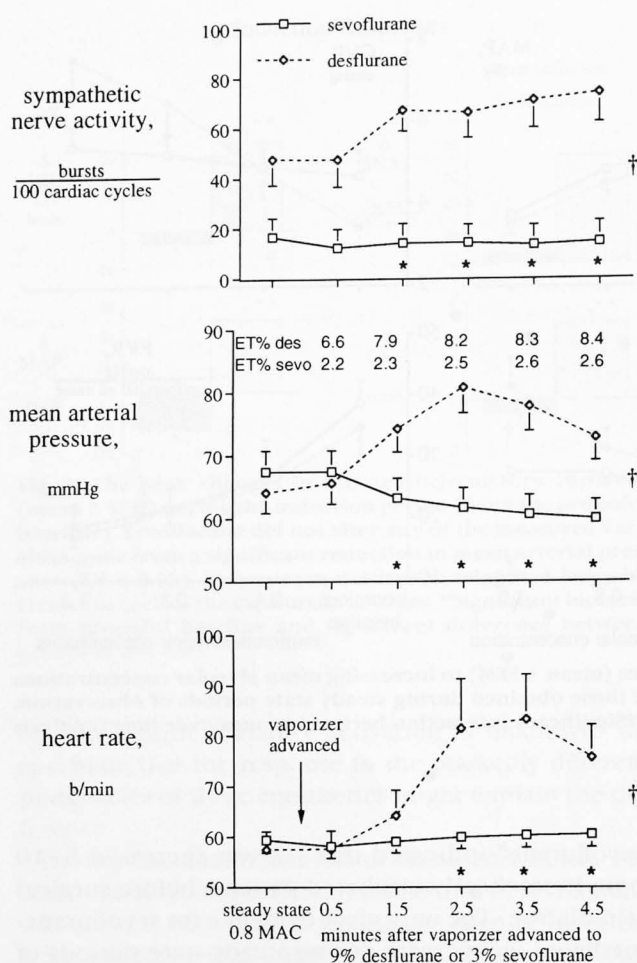 sevoflurane
desflurane
100
80
60
40
20
0
sympathetic
nerve activity,
bursts
100 cardiac cycles
†
* * * *
90
80
70
60
50
ET% des 6.6 7.9 8.2 8.3 8.4
ET% sevo 2.2 2.3 2.5 2.6 2.6
mean arterial
pressure,
mmHg
†
* * * *
100
90
80
70
60
50
heart rate,
b/min
vaporizer
advanced
†
* * *
steady state
0.8 MAC
0.5 1.5 2.5 3.5 4.5
minutes after vaporizer advanced to
9% desflurane or 3% sevoflurane